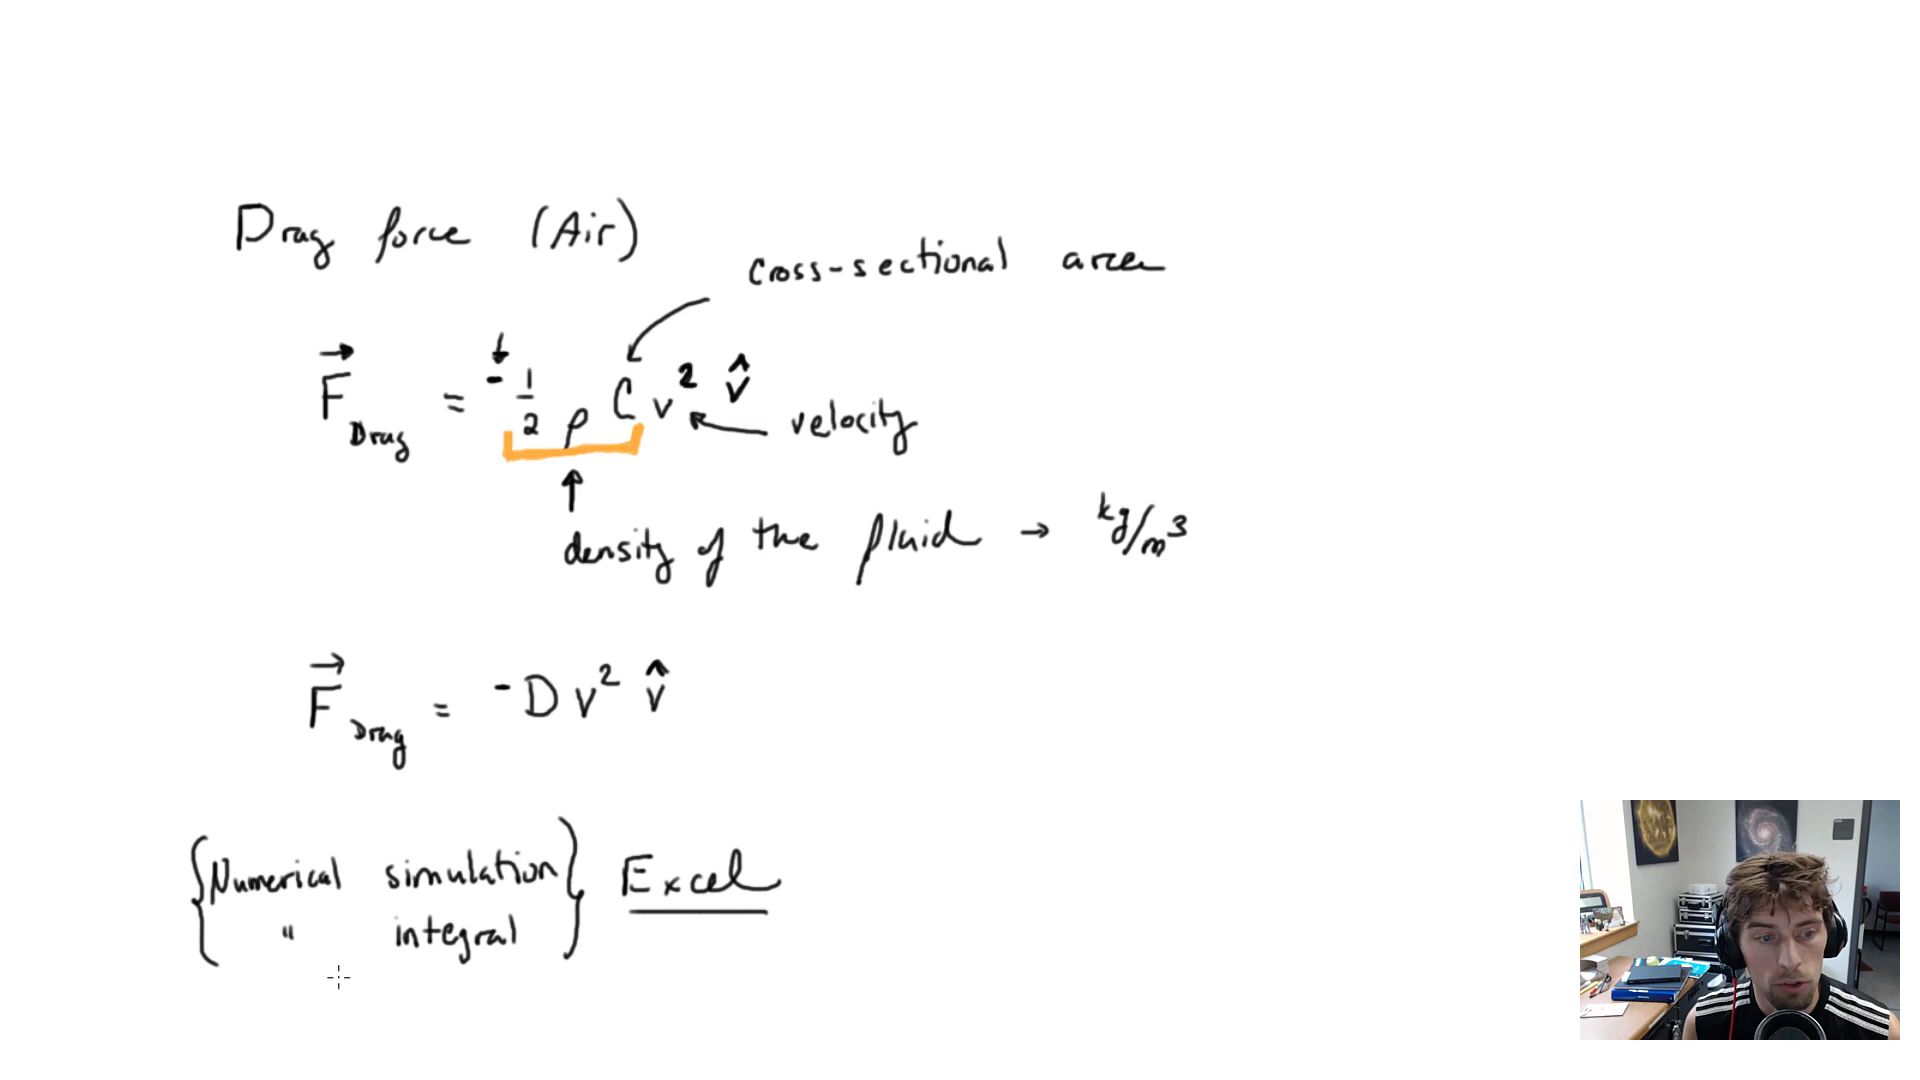 Drag force (Air)
cross-sectional area
F⃗ Drag = - 1/2 ρ C v² v̂
velocity
density of the fluid → kg/m³
F⃗ Drag = - D v² v̂
{Numerical simulation} Excel
" integral